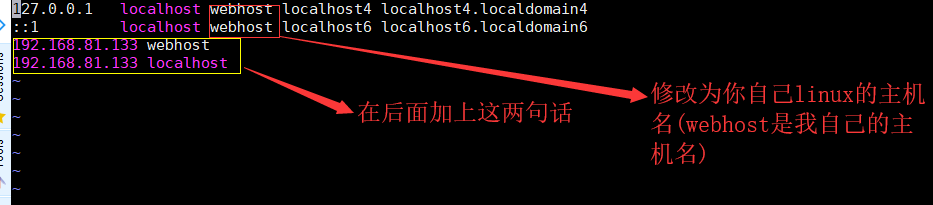 127.0.0.1   localhost webhost localhost4 localhost4.localdomain4
::1         localhost webhost localhost6 localhost6.localdomain6
192.168.81.133 webhost
192.168.81.133 localhost
~
~
~
~
~
~
~
在后面加上这两句话
修改为你自己linux的主机
名(webhost是我自己的主
机名)
Sessions
Tools